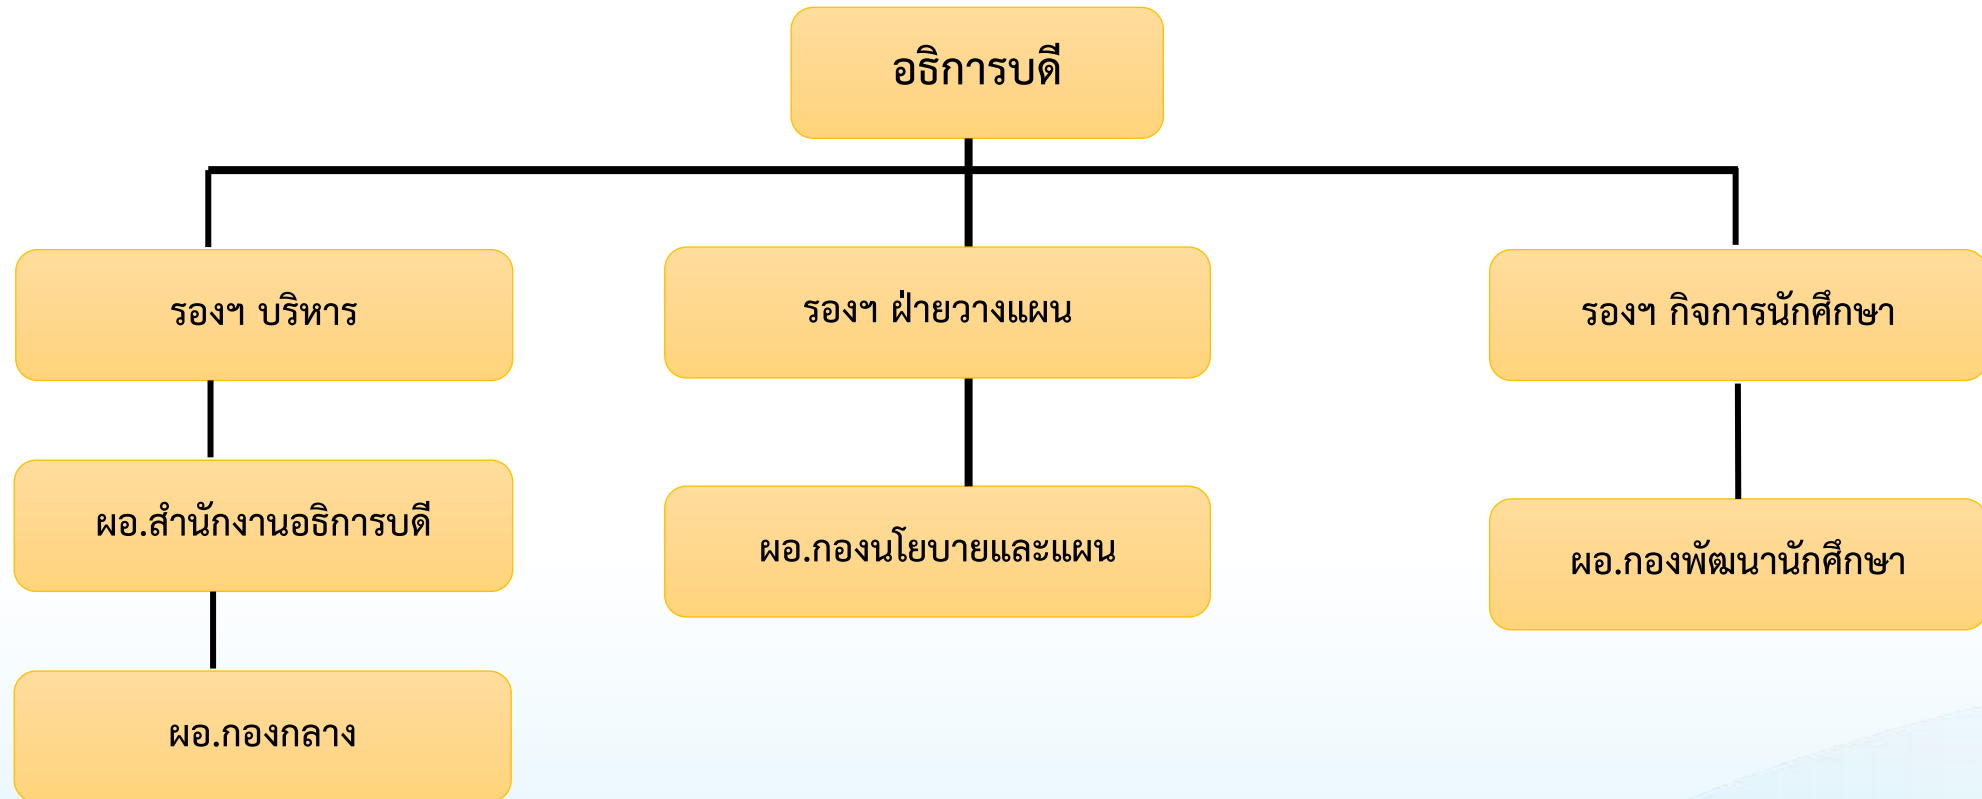 อธิการบดี
รองฯ บริหาร
รองฯ ฝ่ายวางแผน
รองฯ กิจการนักศึกษา
ผอ.สำนักงานอธิการบดี
ผอ.กองนโยบายและแผน
ผอ.กองพัฒนานักศึกษา
ผอ.กองกลาง